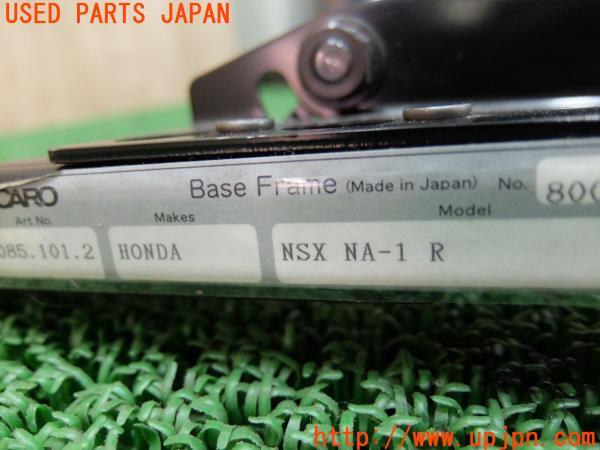 USED PARTS JAPAN
CARO Base Frame (Made in Japan) No. 800
Art No. Makes Model
085.101.2 HONDA NSX NA-1 R
http://www.upjpn.com